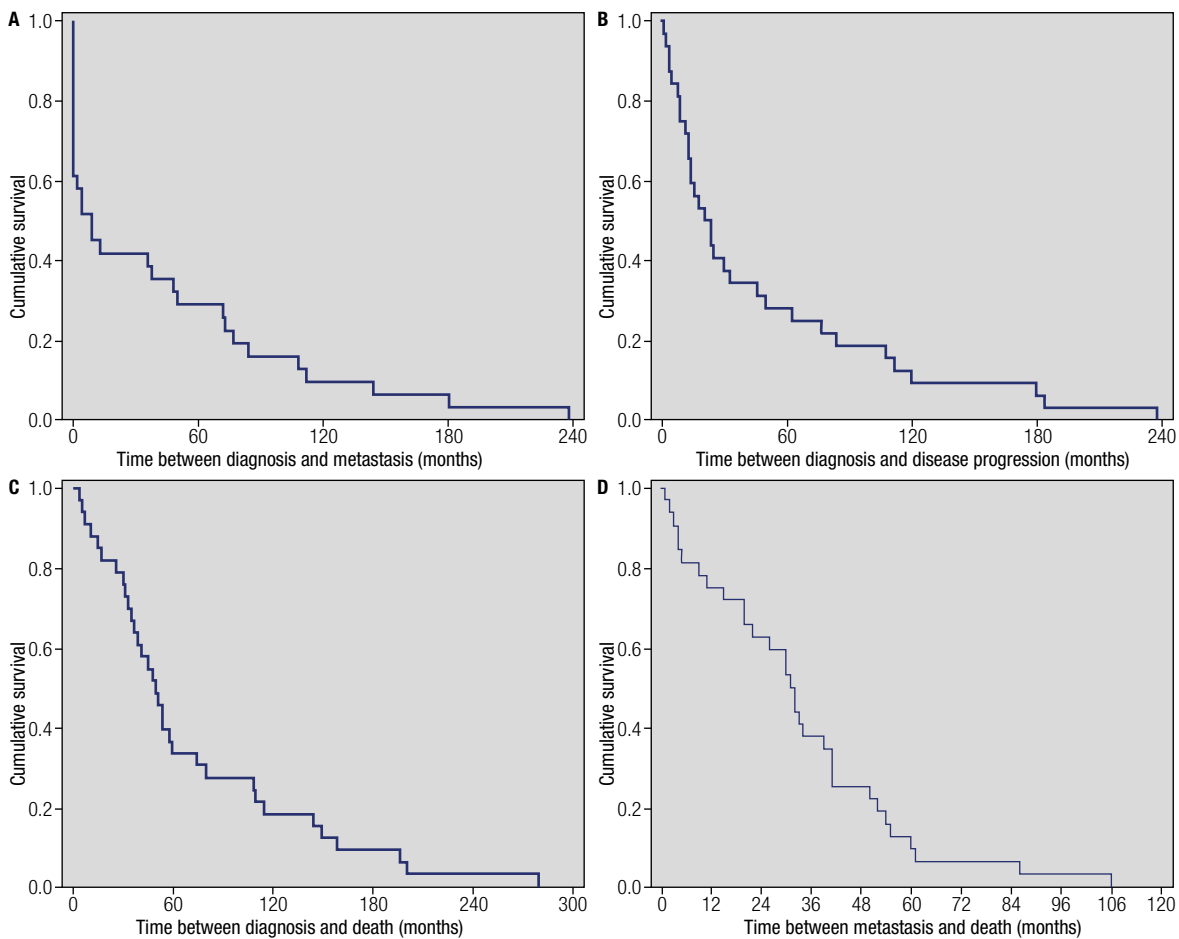 A
Cumulative survival
1.0
0.8
0.6
0.4
0.2
0.0
0 60 120 180 240
Time between diagnosis and metastasis (months)
B
Cumulative survival
1.0
0.8
0.6
0.4
0.2
0.0
0 60 120 180 240
Time between diagnosis and disease progression (months)
C
Cumulative survival
1.0
0.8
0.6
0.4
0.2
0.0
0 60 120 180 240 300
Time between diagnosis and death (months)
D
Cumulative survival
1.0
0.8
0.6
0.4
0.2
0.0
0 12 24 36 48 60 72 84 96 106 120
Time between metastasis and death (months)